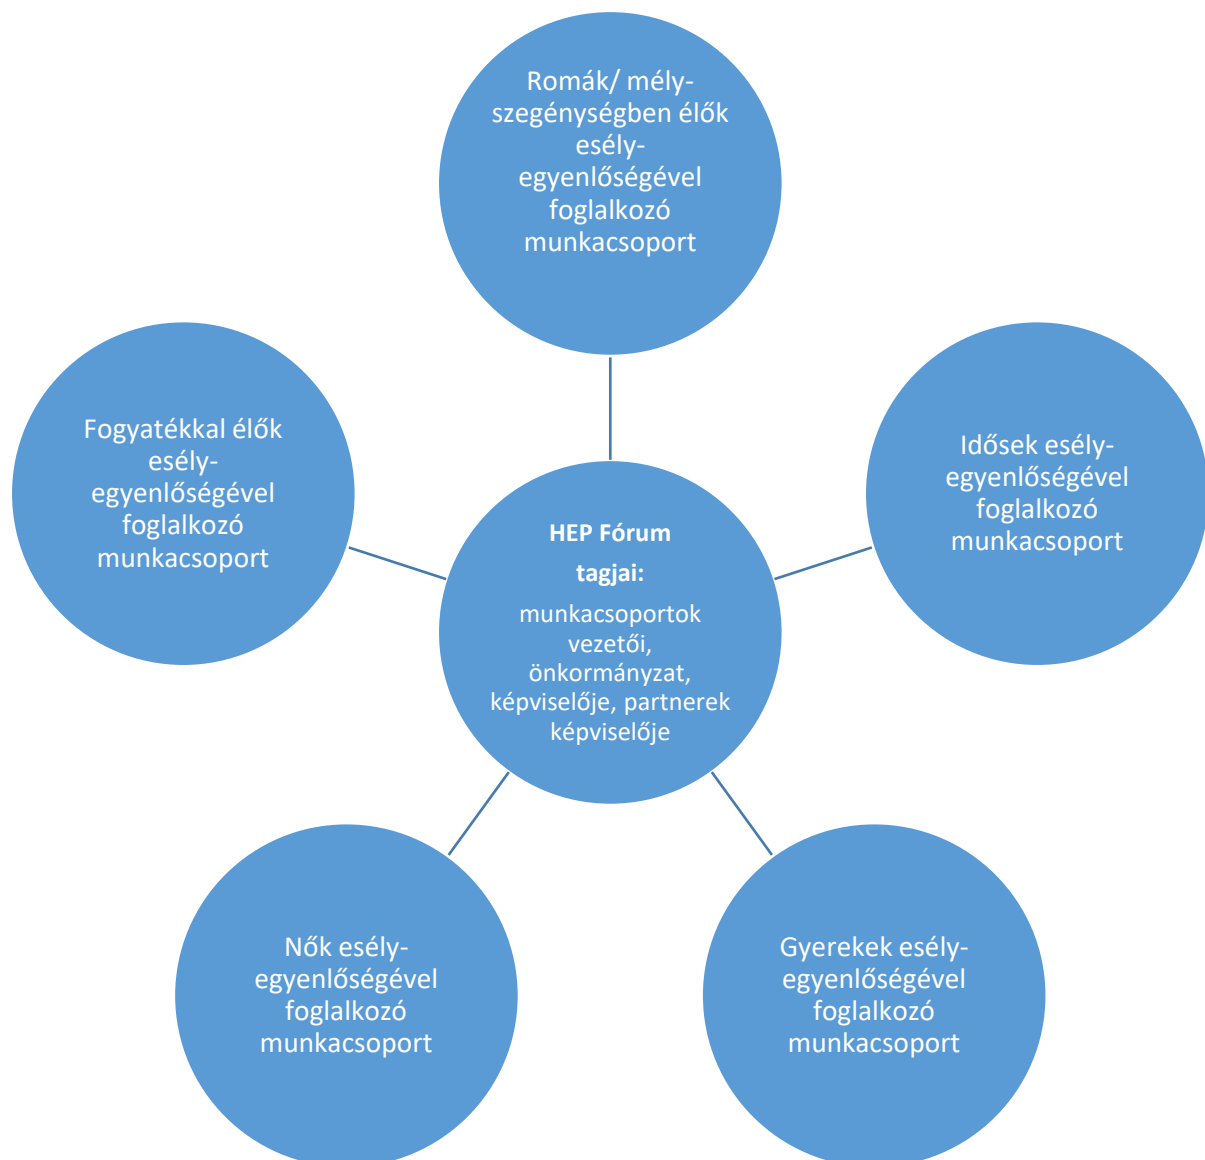 Romák/ mély-
szegénységben élők
esély-
egyenlőségével
foglalkozó
munkacsoport
Fogyatékkal élők
esély-
egyenlőségével
foglalkozó
munkacsoport
Idősek esély-
egyenlőségével
foglalkozó
munkacsoport
HEP Fórum
tagjai:
munkacsoportok
vezetői,
önkormányzat,
képviselője, partnerek
képviselője
Nők esély-
egyenlőségével
foglalkozó
munkacsoport
Gyerekek esély-
egyenlőségével
foglalkozó
munkacsoport